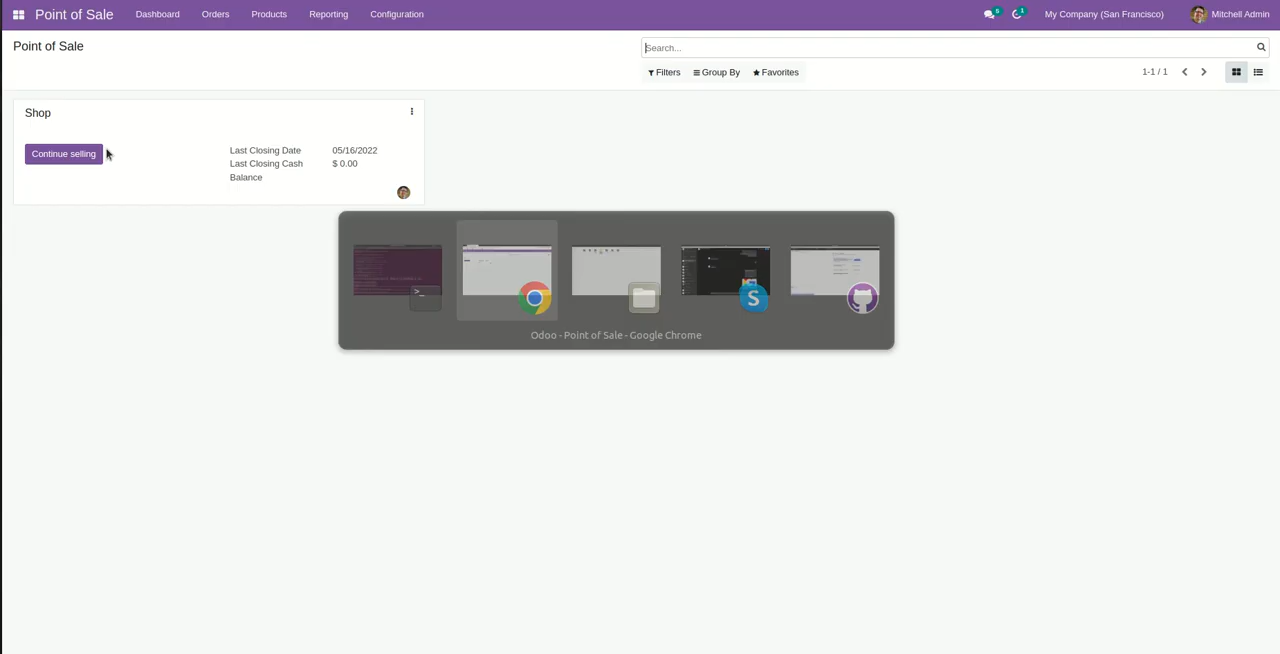 Point of Sale Dashboard Orders Products Reporting Configuration 5 1 My Company (San Francisco) Mitchell Admin
Point of Sale
Search...
Filters Group By Favorites 1-1 / 1
Shop
Continue selling
Last Closing Date 05/16/2022
Last Closing Cash $ 0.00
Balance
>_
S
Odoo - Point of Sale - Google Chrome